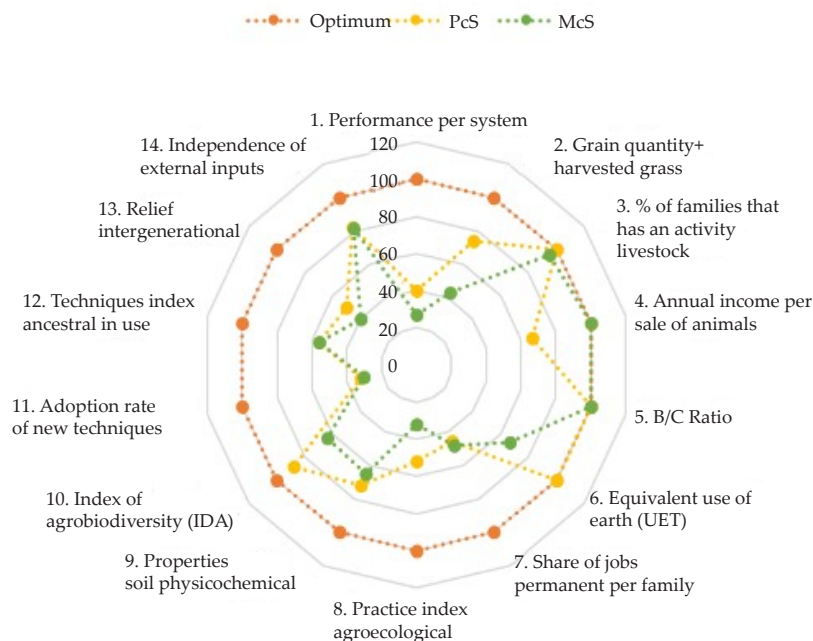 Optimum PcS McS
1. Performance per system
2. Grain quantity+
harvested grass
3. % of families that
has an activity
livestock
4. Annual income per
sale of animals
5. B/C Ratio
6. Equivalent use of
earth (UET)
7. Share of jobs
permanent per family
8. Practice index
agroecological
9. Properties
soil physicochemical
10. Index of
agrobiodiversity (IDA)
11. Adoption rate
of new techniques
12. Techniques index
ancestral in use
13. Relief
intergenerational
14. Independence of
external inputs
120
100
80
60
40
20
0